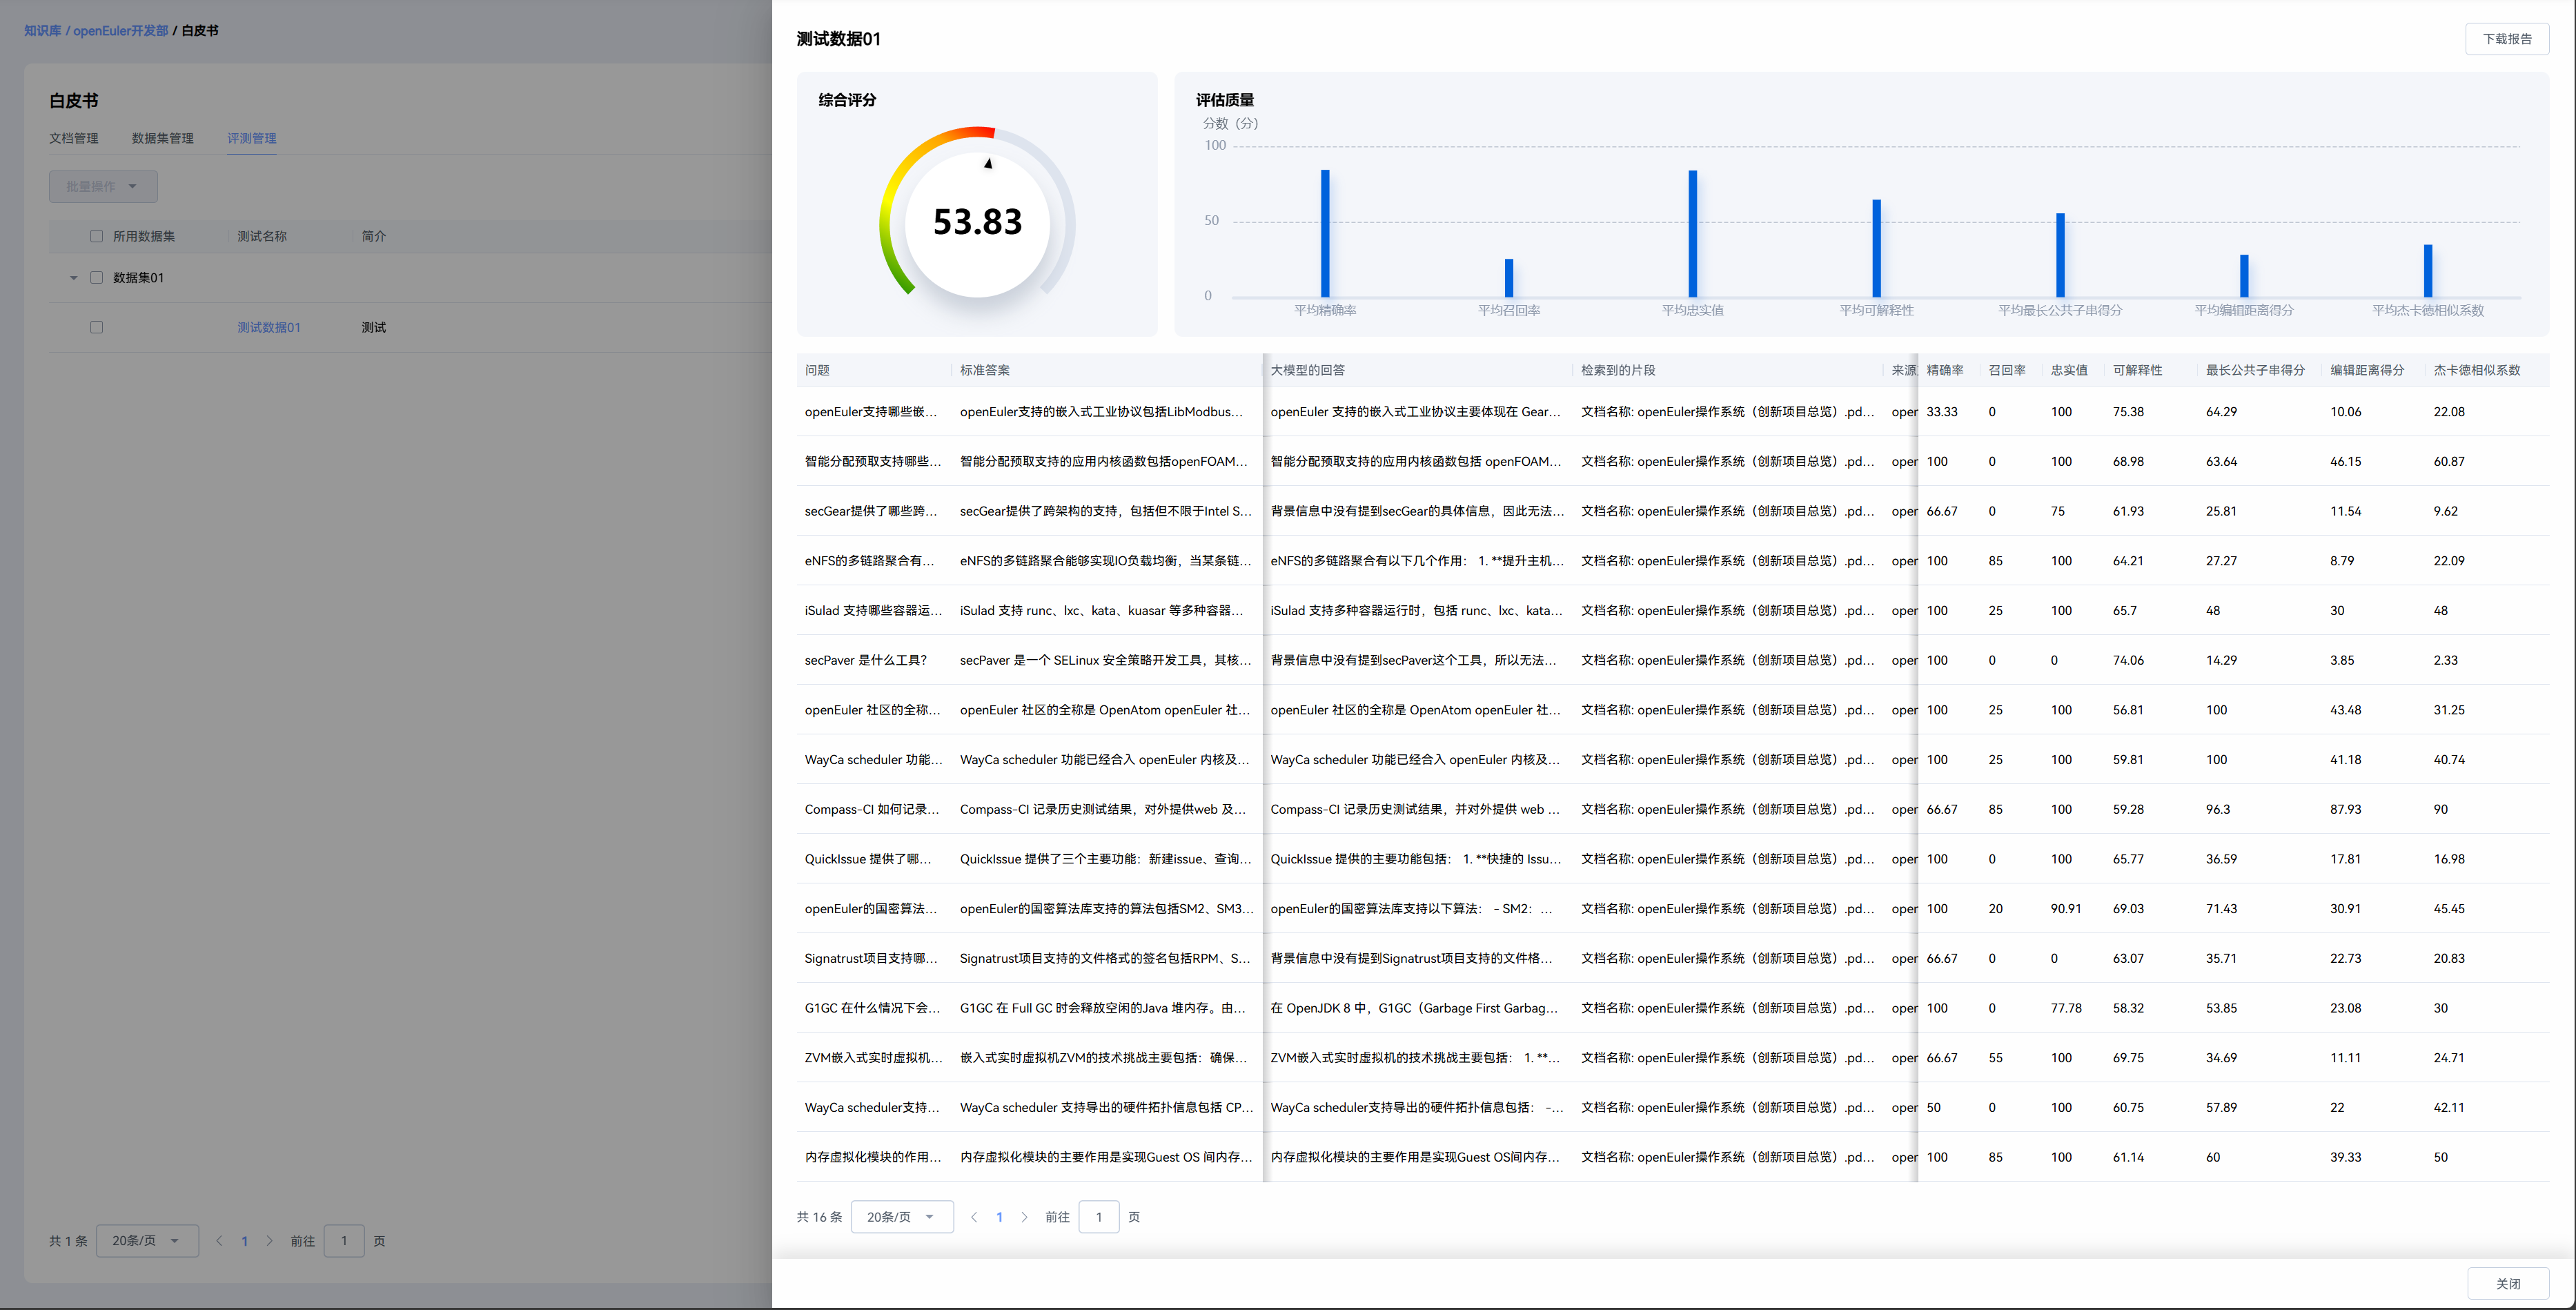 知识库 / openEuler开发部 / 白皮书
白皮书
文档管理 数据集管理 评测管理
批量操作
所用数据集 测试名称 简介
数据集01
测试数据01 测试
共 1 条 20条/页 1 前往 1 页
测试数据01 下载报告
综合评分
53.83
评估质量
分数（分）
100
50
0
平均精确率 平均召回率 平均忠实值 平均可解释性 平均最长公共子串得分 平均编辑距离得分 平均杰卡德相似系数
问题 标准答案 大模型的回答 检索到的片段 来源 精确率 召回率 忠实值 可解释性 最长公共子串得分 编辑距离得分 杰卡德相似系数
openEuler支持哪些嵌... openEuler支持的嵌入式工业协议包括LibModbus... openEuler 支持的嵌入式工业协议主要体现在 Gear... 文档名称: openEuler操作系统（创新项目总览）.pd... oper 33.33 0 100 75.38 64.29 10.06 22.08
智能分配预取支持哪些... 智能分配预取支持的应用内核函数包括openFOAM... 智能分配预取支持的应用内核函数包括 openFOAM... 文档名称: openEuler操作系统（创新项目总览）.pd... oper 100 0 100 68.98 63.64 46.15 60.87
secGear提供了哪些跨... secGear提供了跨架构的支持，包括但不限于Intel S... 背景信息中没有提到secGear的具体信息，因此无法... 文档名称: openEuler操作系统（创新项目总览）.pd... oper 66.67 0 75 61.93 25.81 11.54 9.62
eNFS的多链路聚合有... eNFS的多链路聚合能够实现IO负载均衡，当某条链... eNFS的多链路聚合有以下几个作用： 1. **提升主机... 文档名称: openEuler操作系统（创新项目总览）.pd... oper 100 85 100 64.21 27.27 8.79 22.09
iSulad 支持哪些容器运... iSulad 支持 runc、lxc、kata、kuasar 等多种容器... iSulad 支持多种容器运行时，包括 runc、lxc、kata... 文档名称: openEuler操作系统（创新项目总览）.pd... oper 100 25 100 65.7 48 30 48
secPaver 是什么工具？ secPaver 是一个 SELinux 安全策略开发工具，其核... 背景信息中没有提到secPaver这个工具，所以无法... 文档名称: openEuler操作系统（创新项目总览）.pd... oper 100 0 0 74.06 14.29 3.85 2.33
openEuler 社区的全称... openEuler 社区的全称是 OpenAtom openEuler 社... openEuler 社区的全称是 OpenAtom openEuler 社... 文档名称: openEuler操作系统（创新项目总览）.pd... oper 100 25 100 56.81 100 43.48 31.25
WayCa scheduler 功能... WayCa scheduler 功能已经合入 openEuler 内核及... WayCa scheduler 功能已经合入 openEuler 内核及... 文档名称: openEuler操作系统（创新项目总览）.pd... oper 100 25 100 59.81 100 41.18 40.74
Compass-CI 如何记录... Compass-CI 记录历史测试结果，对外提供web 及... Compass-CI 记录历史测试结果，并对外提供 web ... 文档名称: openEuler操作系统（创新项目总览）.pd... oper 66.67 85 100 59.28 96.3 87.93 90
QuickIssue 提供了哪... QuickIssue 提供了三个主要功能：新建issue、查询... QuickIssue 提供的主要功能包括： 1. **快捷的 Issu... 文档名称: openEuler操作系统（创新项目总览）.pd... oper 100 0 100 65.77 36.59 17.81 16.98
openEuler的国密算法... openEuler的国密算法库支持的算法包括SM2、SM3... openEuler的国密算法库支持以下算法： - SM2： ... 文档名称: openEuler操作系统（创新项目总览）.pd... oper 100 20 90.91 69.03 71.43 30.91 45.45
Signatrust项目支持哪... Signatrust项目支持的文件格式的签名包括RPM、S... 背景信息中没有提到Signatrust项目支持的文件格... 文档名称: openEuler操作系统（创新项目总览）.pd... oper 66.67 0 0 63.07 35.71 22.73 20.83
G1GC 在什么情况下会... G1GC 在 Full GC 时会释放空闲的Java 堆内存。由... 在 OpenJDK 8 中，G1GC（Garbage First Garbag... 文档名称: openEuler操作系统（创新项目总览）.pd... oper 100 0 77.78 58.32 53.85 23.08 30
ZVM嵌入式实时虚拟机... 嵌入式实时虚拟机ZVM的技术挑战主要包括：确保... ZVM嵌入式实时虚拟机的技术挑战主要包括： 1. **... 文档名称: openEuler操作系统（创新项目总览）.pd... oper 66.67 55 100 69.75 34.69 11.11 24.71
WayCa scheduler支持... WayCa scheduler 支持导出的硬件拓扑信息包括 CP... WayCa scheduler支持导出的硬件拓扑信息包括： -... 文档名称: openEuler操作系统（创新项目总览）.pd... oper 50 0 100 60.75 57.89 22 42.11
内存虚拟化模块的作用... 内存虚拟化模块的主要作用是实现Guest OS 间内存... 内存虚拟化模块的主要作用是实现Guest OS间内存... 文档名称: openEuler操作系统（创新项目总览）.pd... oper 100 85 100 61.14 60 39.33 50
共 16 条 20条/页 1 前往 1 页
关闭